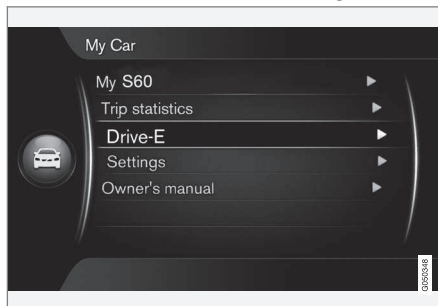 My Car
My S60
Trip statistics
Drive-E
Settings
Owner's manual
G050348